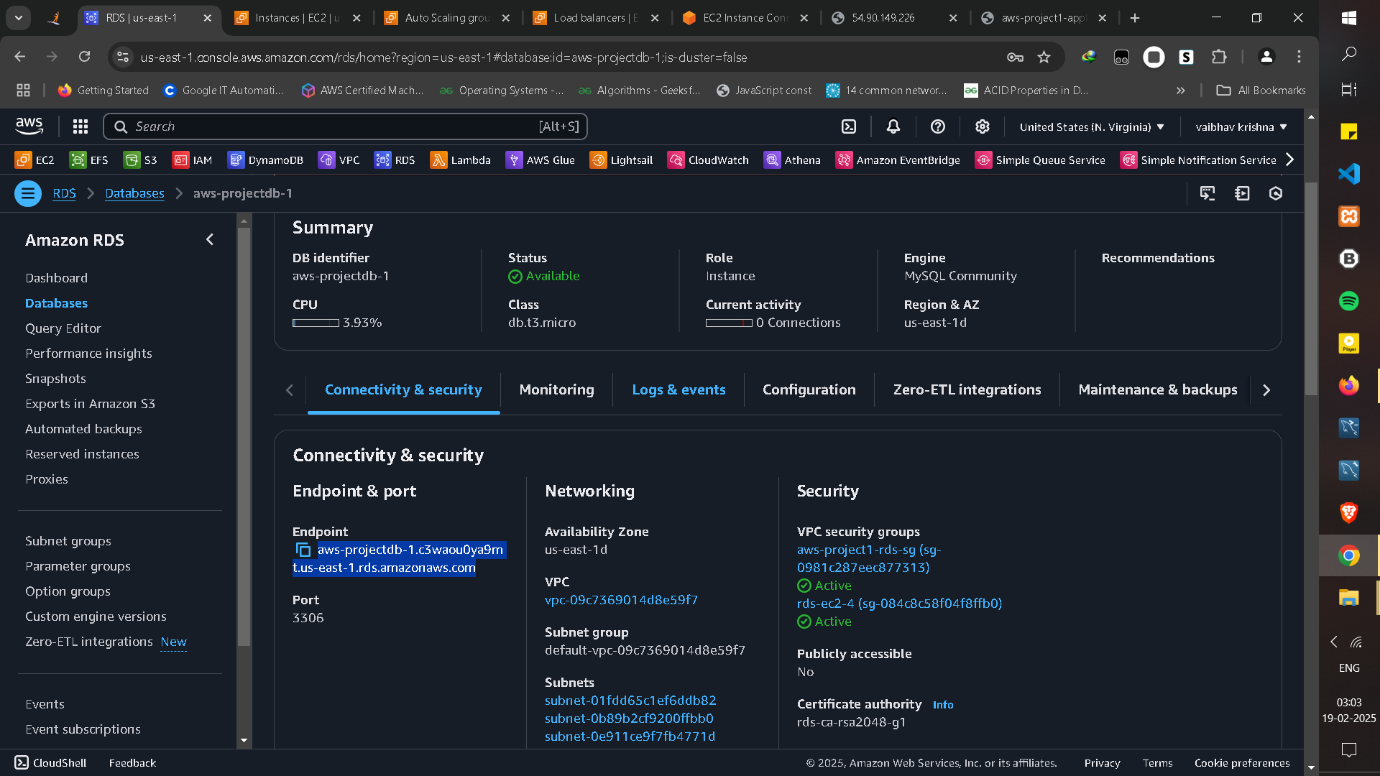 RDS | us-east-1
Instances | EC2 | u
Auto Scaling grou
Load balancers | E
EC2 Instance Con
54.90.149.226
aws-project1-app
us-east-1.console.aws.amazon.com/rds/home?region=us-east-1#database:id=aws-projectdb-1;is-cluster=false
Getting Started
Google IT Automati...
AWS Certified Mach...
Operating Systems -...
Algorithms - Geeksf...
JavaScript const
14 common networ...
ACID Properties in D...
»
All Bookmarks
aws
Search
[Alt+S]
United States (N. Virginia)
vaibhav krishna
EC2
EFS
S3
IAM
DynamoDB
VPC
RDS
Lambda
AWS Glue
Lightsail
CloudWatch
Athena
Amazon EventBridge
Simple Queue Service
Simple Notification Service
RDS
Databases
aws-projectdb-1
Amazon RDS
Dashboard
Databases
Query Editor
Performance insights
Snapshots
Exports in Amazon S3
Automated backups
Reserved instances
Proxies
Subnet groups
Parameter groups
Option groups
Custom engine versions
Zero-ETL integrations New
Events
Event subscriptions
Summary
DB identifier
aws-projectdb-1
Status
Available
Role
Instance
Engine
MySQL Community
Recommendations
CPU
3.93%
Class
db.t3.micro
Current activity
0 Connections
Region & AZ
us-east-1d
Connectivity & security
Monitoring
Logs & events
Configuration
Zero-ETL integrations
Maintenance & backups
Connectivity & security
Endpoint & port
Endpoint
aws-projectdb-1.c3waou0ya9m
t.us-east-1.rds.amazonaws.com
Port
3306
Networking
Availability Zone
us-east-1d
VPC
vpc-09c7369014d8e59f7
Subnet group
default-vpc-09c7369014d8e59f7
Subnets
subnet-01fdd65c1ef6ddb82
subnet-0b89b2cf9200ffbb0
subnet-0e911ce9f7fb4771d
Security
VPC security groups
aws-project1-rds-sg (sg-
0981c287eec877313)
Active
rds-ec2-4 (sg-084c8c58f04f8ffb0)
Active
Publicly accessible
No
Certificate authority Info
rds-ca-rsa2048-g1
CloudShell
Feedback
© 2025, Amazon Web Services, Inc. or its affiliates.
Privacy
Terms
Cookie preferences
ENG
03:03
19-02-2025